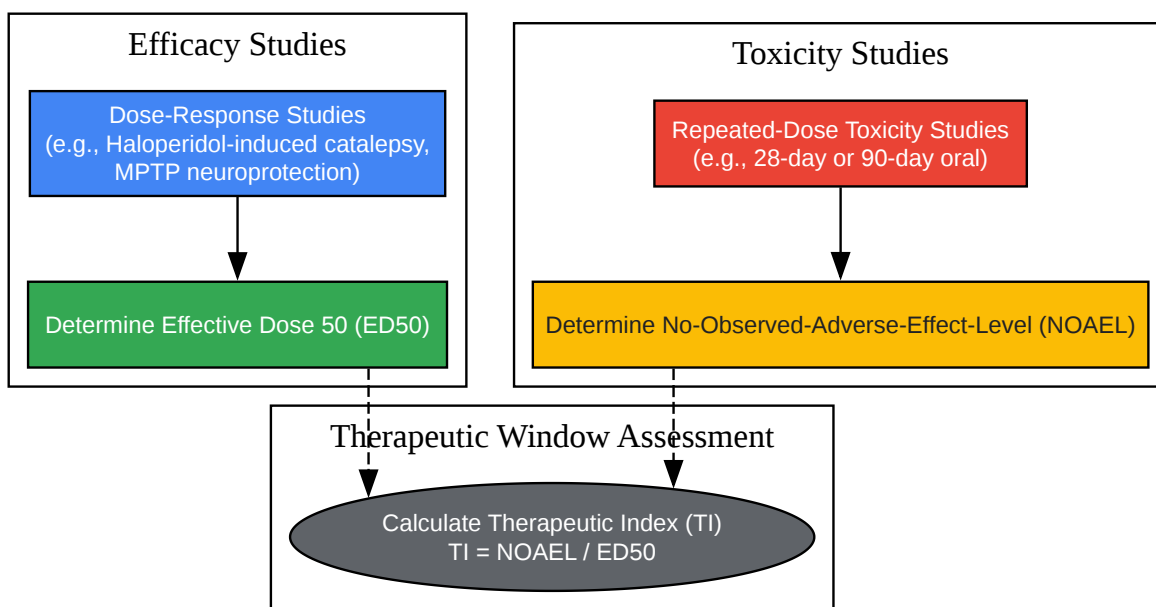 Efficacy Studies
Dose-Response Studies
(e.g., Haloperidol-induced catalepsy,
MPTP neuroprotection)
Determine Effective Dose 50 (ED50)
Toxicity Studies
Repeated-Dose Toxicity Studies
(e.g., 28-day or 90-day oral)
Determine No-Observed-Adverse-Effect-Level (NOAEL)
Therapeutic Window Assessment
Calculate Therapeutic Index (TI)
TI = NOAEL / ED50